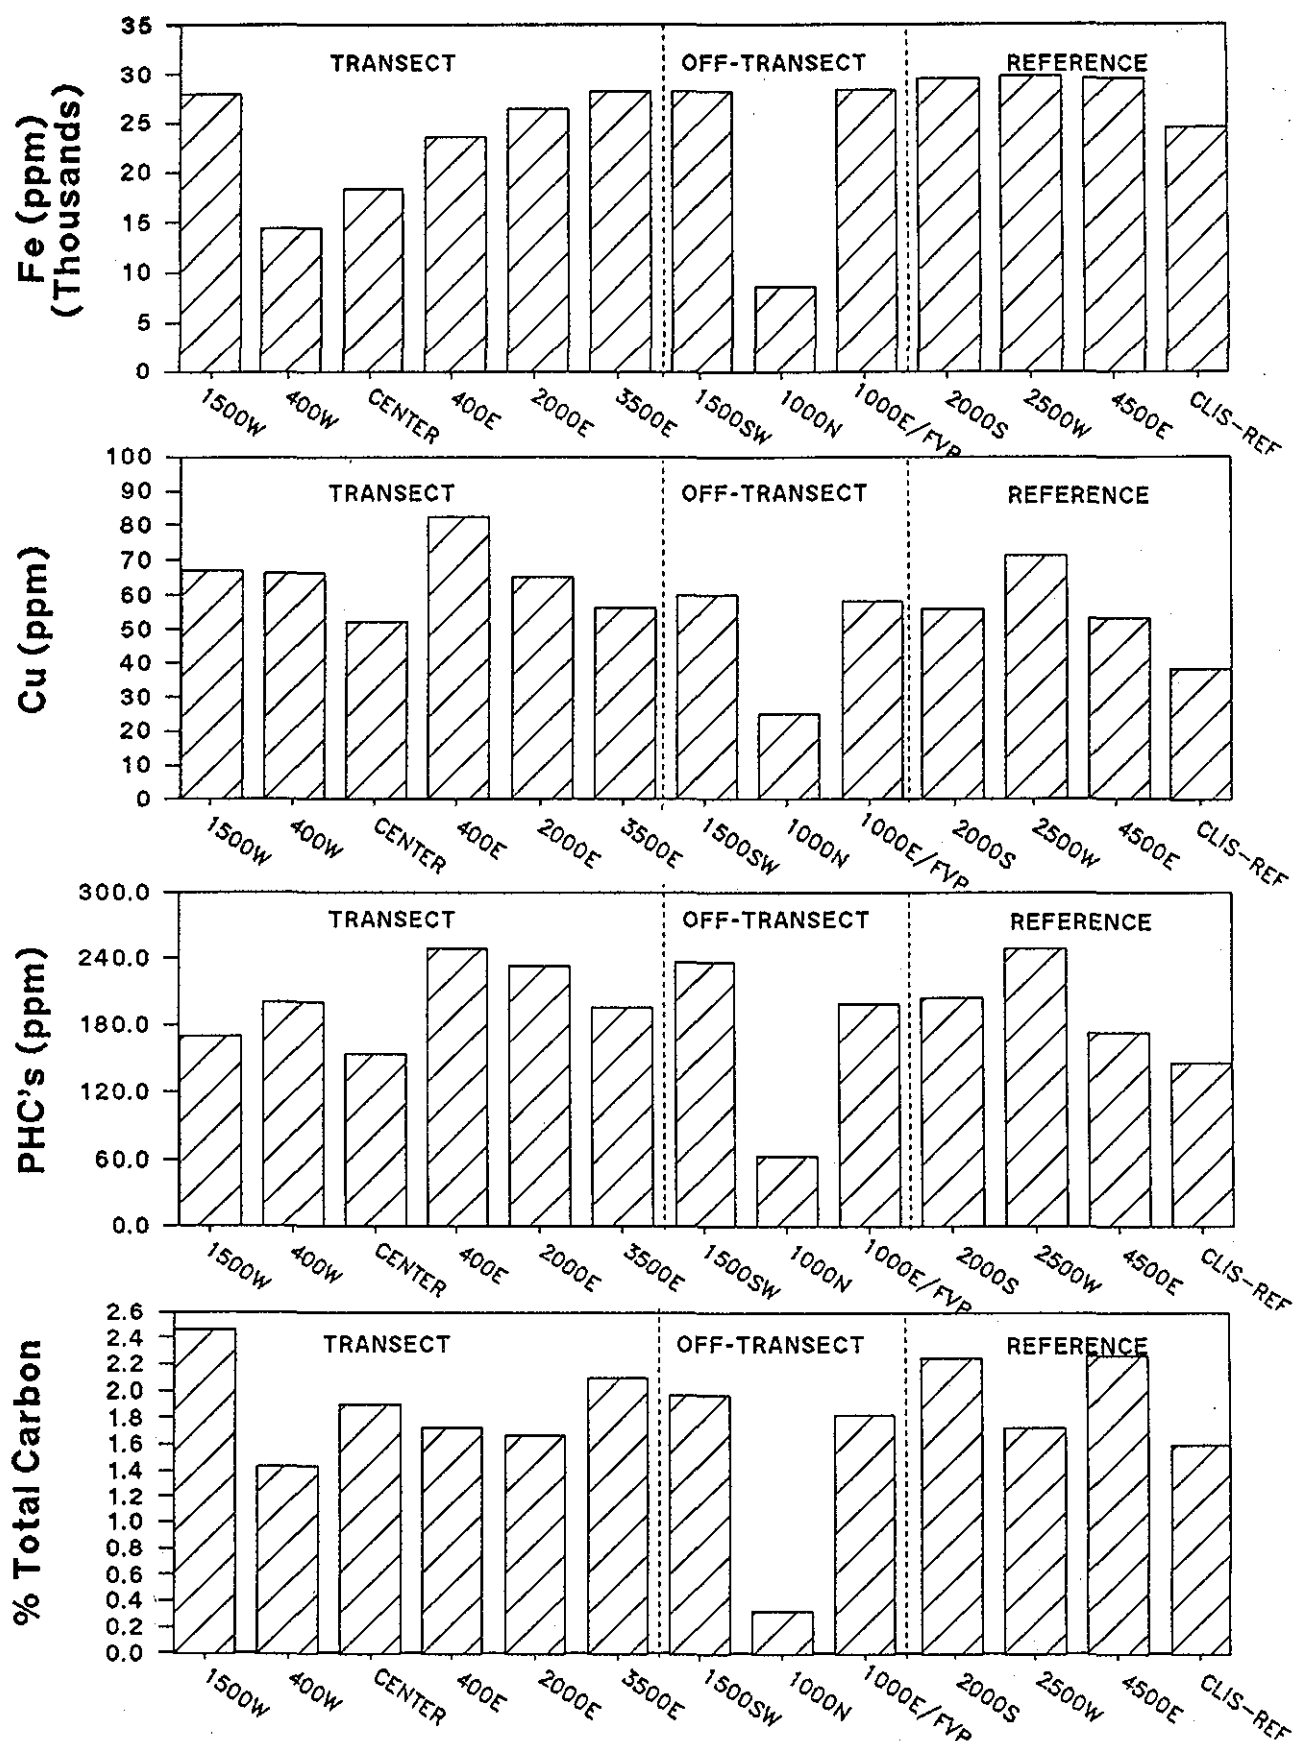 Fe (ppm)
(Thousands)
35
30
25
20
15
10
5
0
TRANSECT
OFF-TRANSECT
REFERENCE
1500W
400W
CENTER
400E
2000E
3500E
1500SW
1000N
1000E/FVP
2000S
2500W
4500E
CLIS-REF
Cu (ppm)
100
90
80
70
60
50
40
30
20
10
0
TRANSECT
OFF-TRANSECT
REFERENCE
1500W
400W
CENTER
400E
2000E
3500E
1500SW
1000N
1000E/FVP
2000S
2500W
4500E
CLIS-REF
PHC's (ppm)
300.0
240.0
180.0
120.0
60.0
0.0
TRANSECT
OFF-TRANSECT
REFERENCE
1500W
400W
CENTER
400E
2000E
3500E
1500SW
1000N
1000E/FVP
2000S
2500W
4500E
CLIS-REF
% Total Carbon
2.6
2.4
2.2
2.0
1.8
1.6
1.4
1.2
1.0
0.8
0.6
0.4
0.2
0.0
TRANSECT
OFF-TRANSECT
REFERENCE
1500W
400W
CENTER
400E
2000E
3500E
1500SW
1000N
1000E/FVP
2000S
2500W
4500E
CLIS-REF